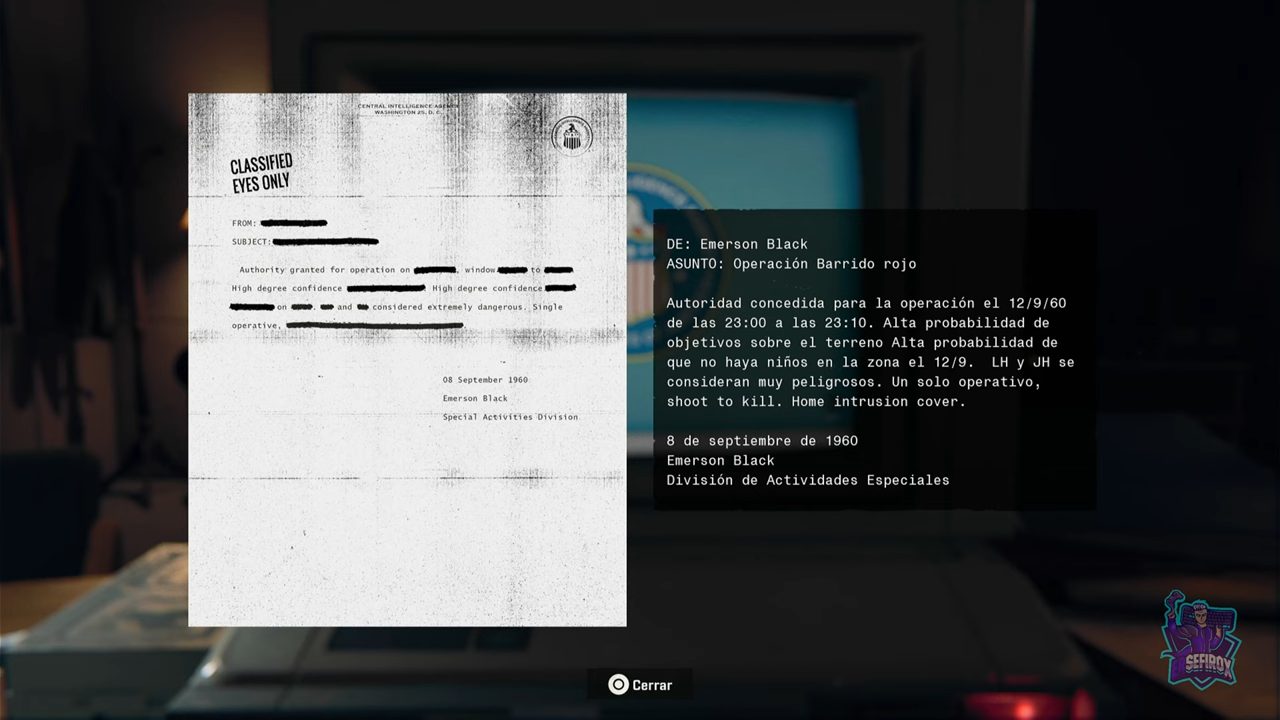 CENTRAL INTELLIGENCE AGENCY
WASHINGTON 25, D. C.
CLASSIFIED
EYES ONLY
FROM:
SUBJECT:
Authority granted for operation on , window to
High degree confidence . High degree confidence
on and considered extremely dangerous. Single
operative,
08 September 1960
Emerson Black
Special Activities Division
DE: Emerson Black
ASUNTO: Operación Barrido rojo
Autoridad concedida para la operación el 12/9/60
de las 23:00 a las 23:10. Alta probabilidad de
objetivos sobre el terreno Alta probabilidad de
que no haya niños en la zona el 12/9. LH y JH se
consideran muy peligrosos. Un solo operativo,
shoot to kill. Home intrusion cover.
8 de septiembre de 1960
Emerson Black
División de Actividades Especiales
Cerrar
SEFIROX